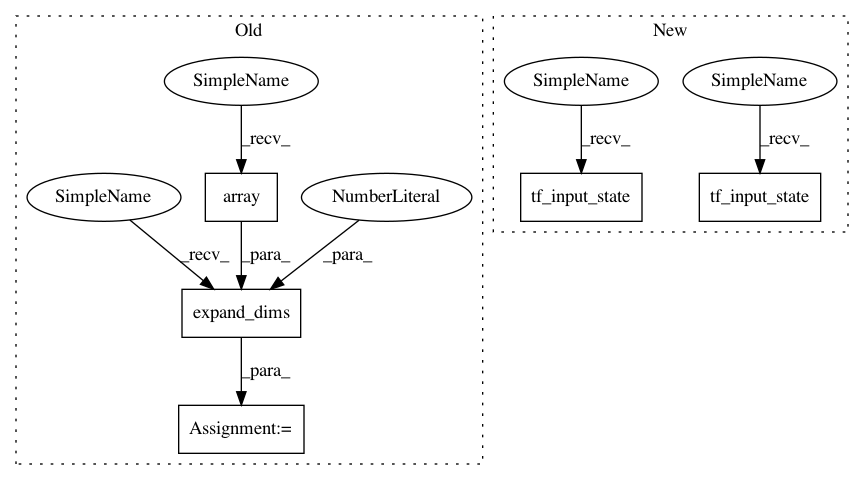 Old
New
SimpleName
SimpleName
SimpleName
_recv_
_recv_
_recv_
SimpleName
array
NumberLiteral
tf_input_state
tf_input_state
_recv_
_para_
_para_
expand_dims
_para_
Assignment:=